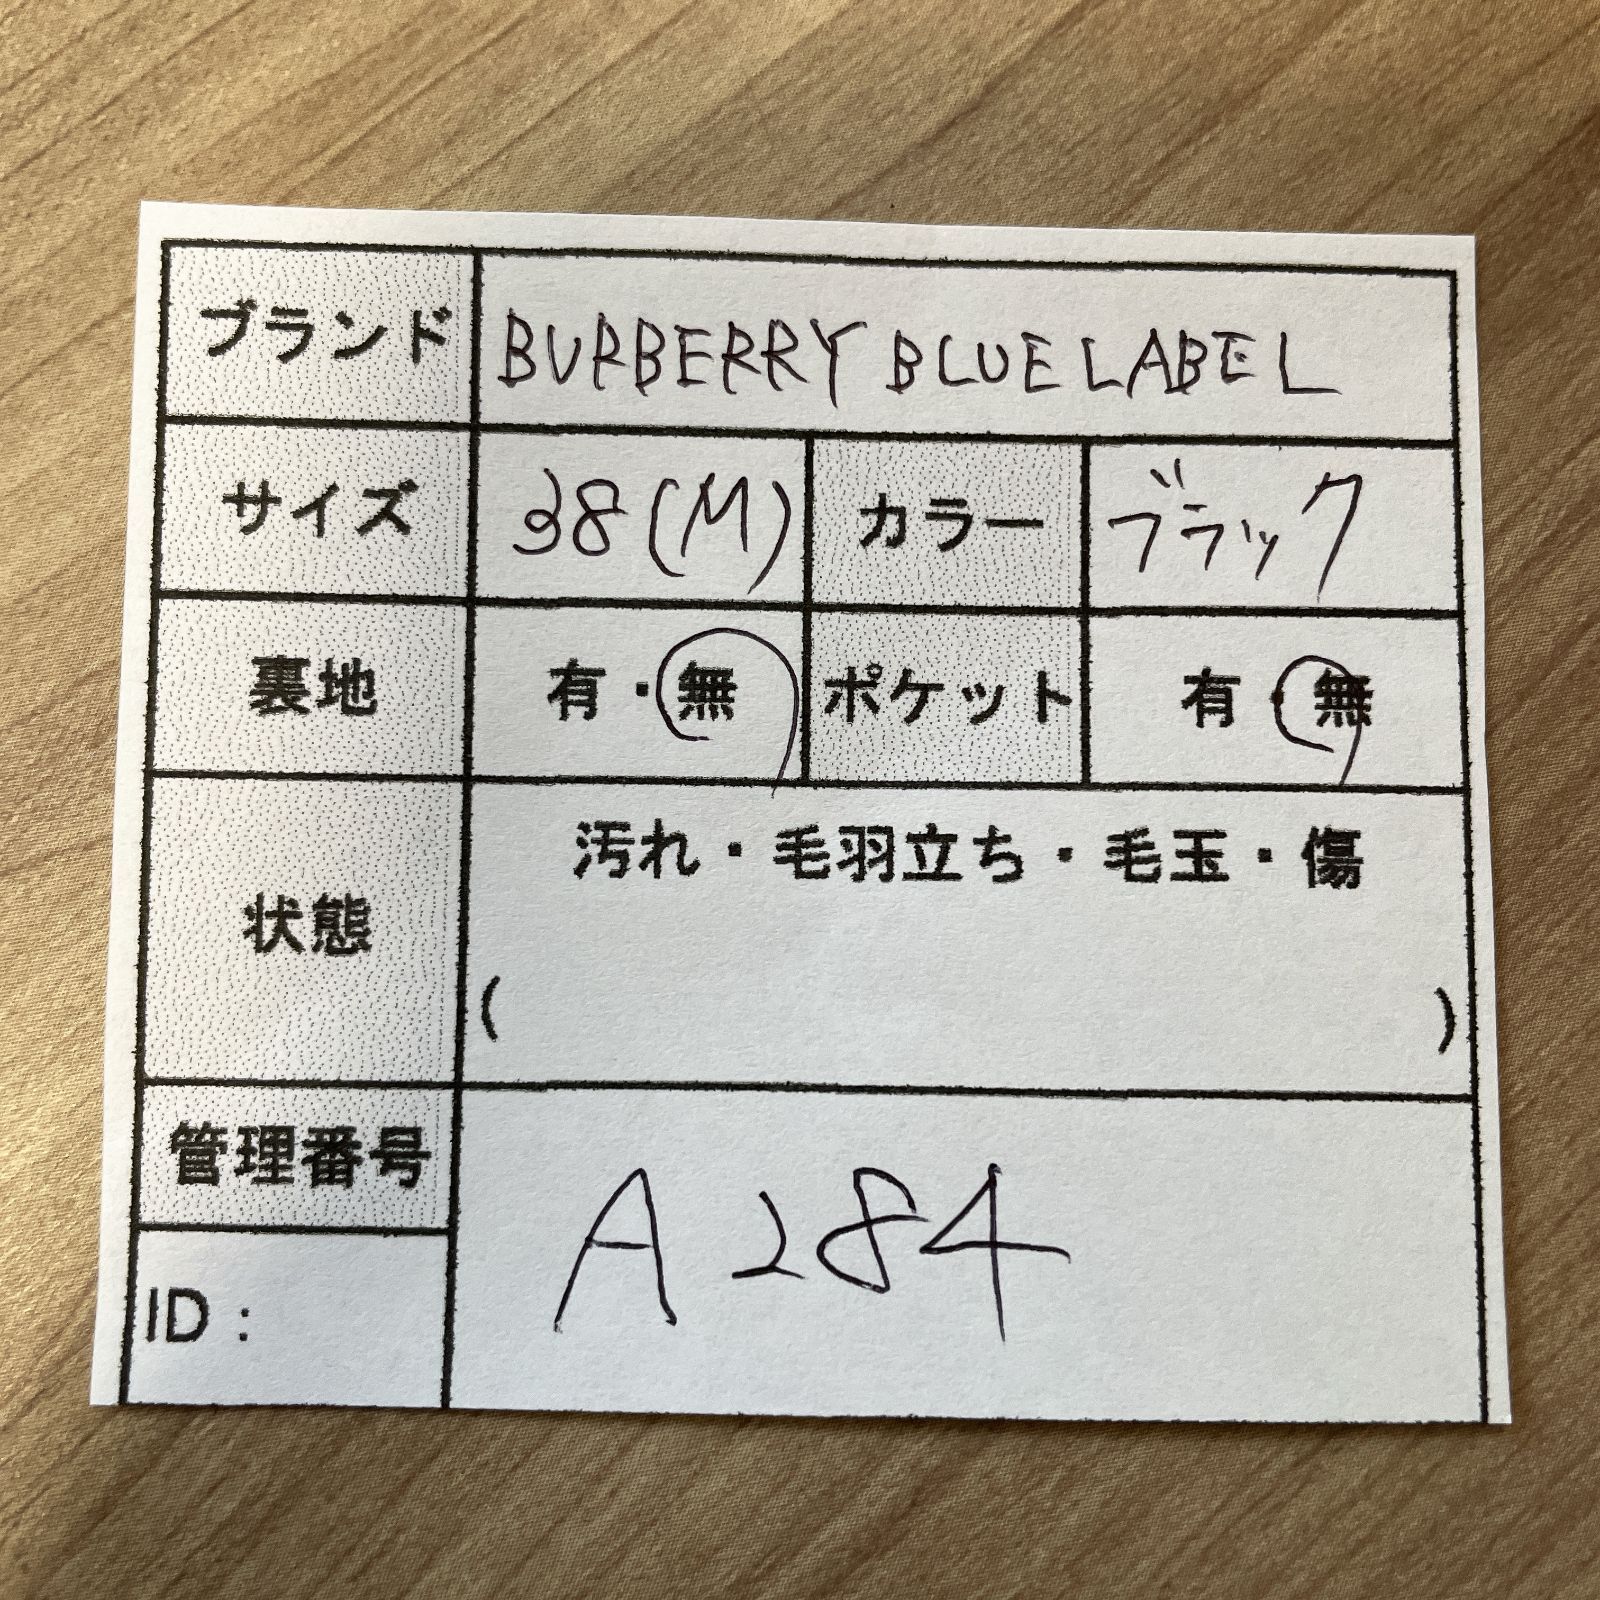 ブランド BURBERRY BLUE LABEL
サイズ 38(M) カラー ブラック
裏地 有・無 ポケット 有・無
汚れ・毛羽立ち・毛玉・傷
状態
( )
管理番号
A284
ID：